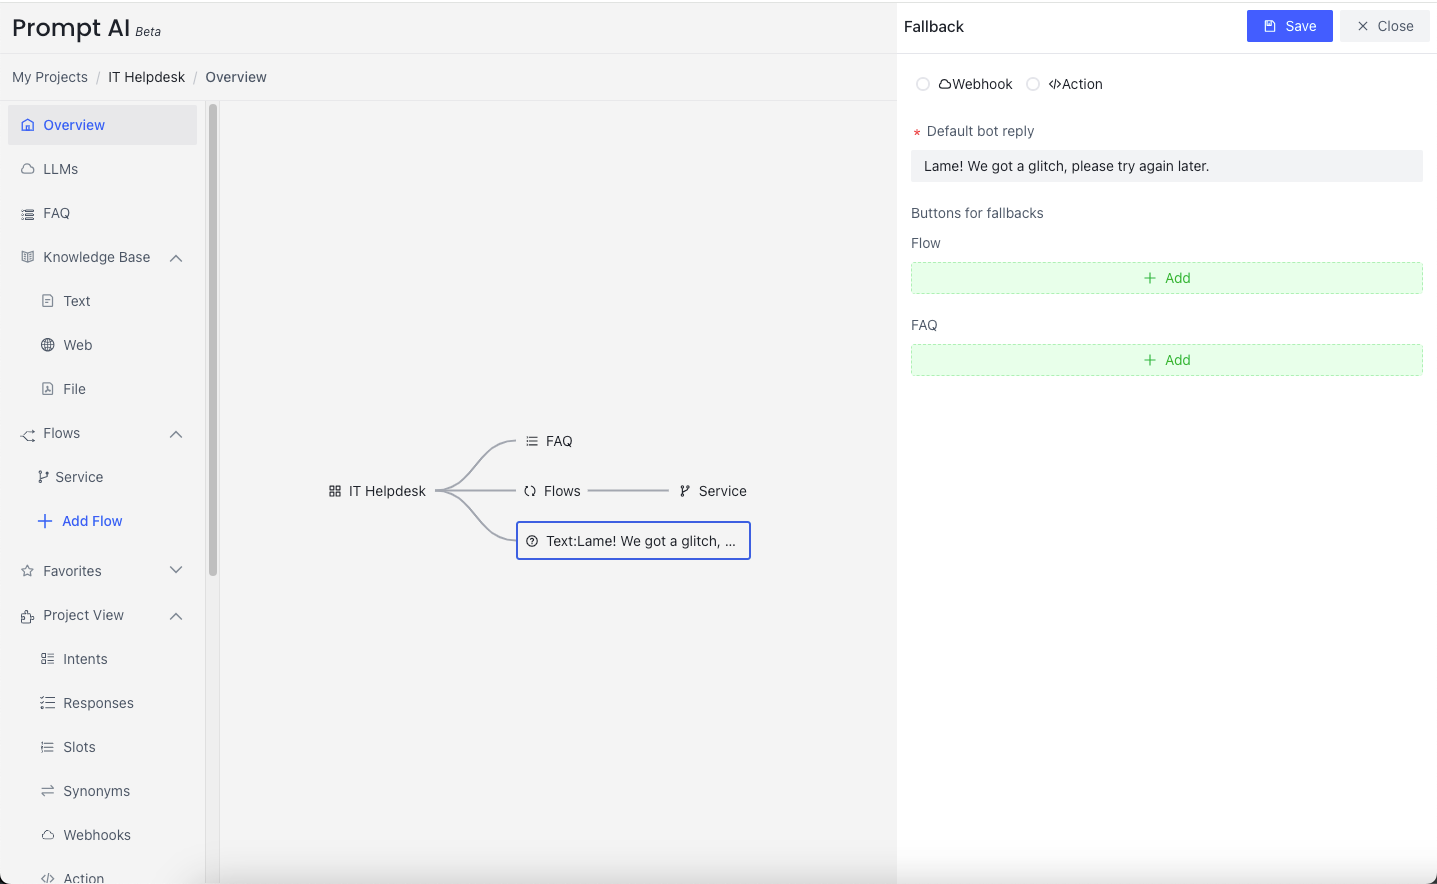 Prompt AI Beta
Fallback
Save
Close
My Projects / IT Helpdesk / Overview
Overview
LLMs
FAQ
Knowledge Base
Text
Web
File
Flows
Service
Add Flow
Favorites
Project View
Intents
Responses
Slots
Synonyms
Webhooks
Action
IT Helpdesk
FAQ
Flows
Service
Text:Lame! We got a glitch, ...
Webhook
Action
* Default bot reply
Lame! We got a glitch, please try again later.
Buttons for fallbacks
Flow
+ Add
FAQ
+ Add